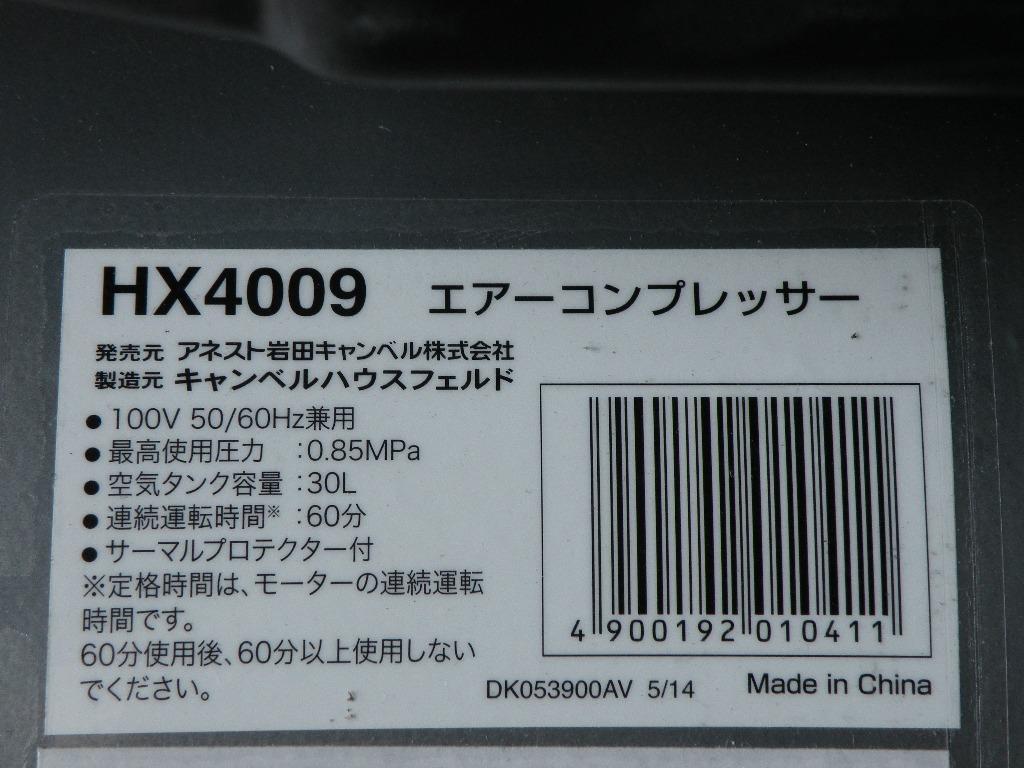 HX4009 エアーコンプレッサー
発売元 アネスト岩田キャンベル株式会社
製造元 キャンベルハウスフェルド
●100V 50/60Hz兼用
●最高使用圧力 :0.85MPa
●空気タンク容量 :30L
●連続運転時間※ :60分
●サーマルプロテクター付
※定格時間は、モーターの連続運転
時間です。
60分使用後、60分以上使用しない
でください。
4 900192 010411
DK053900AV 5/14 Made in China